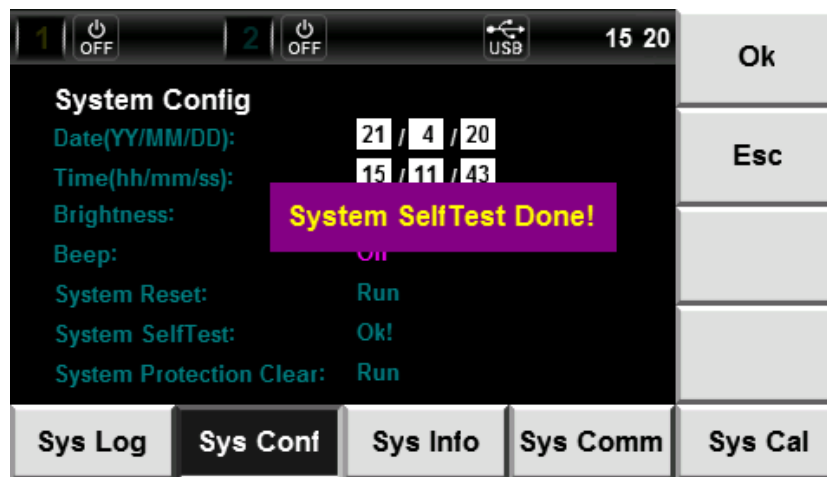 1 OFF 2 OFF USB 15 20
Ok
System Config
Date(YY/MM/DD): 21 / 4 / 20
Esc
Time(hh/mm/ss): 15 / 11 / 43
Brightness:
System SelfTest Done!
Beep:
System Reset: Run
System SelfTest: Ok!
System Protection Clear: Run
Sys Log Sys Conf Sys Info Sys Comm Sys Cal